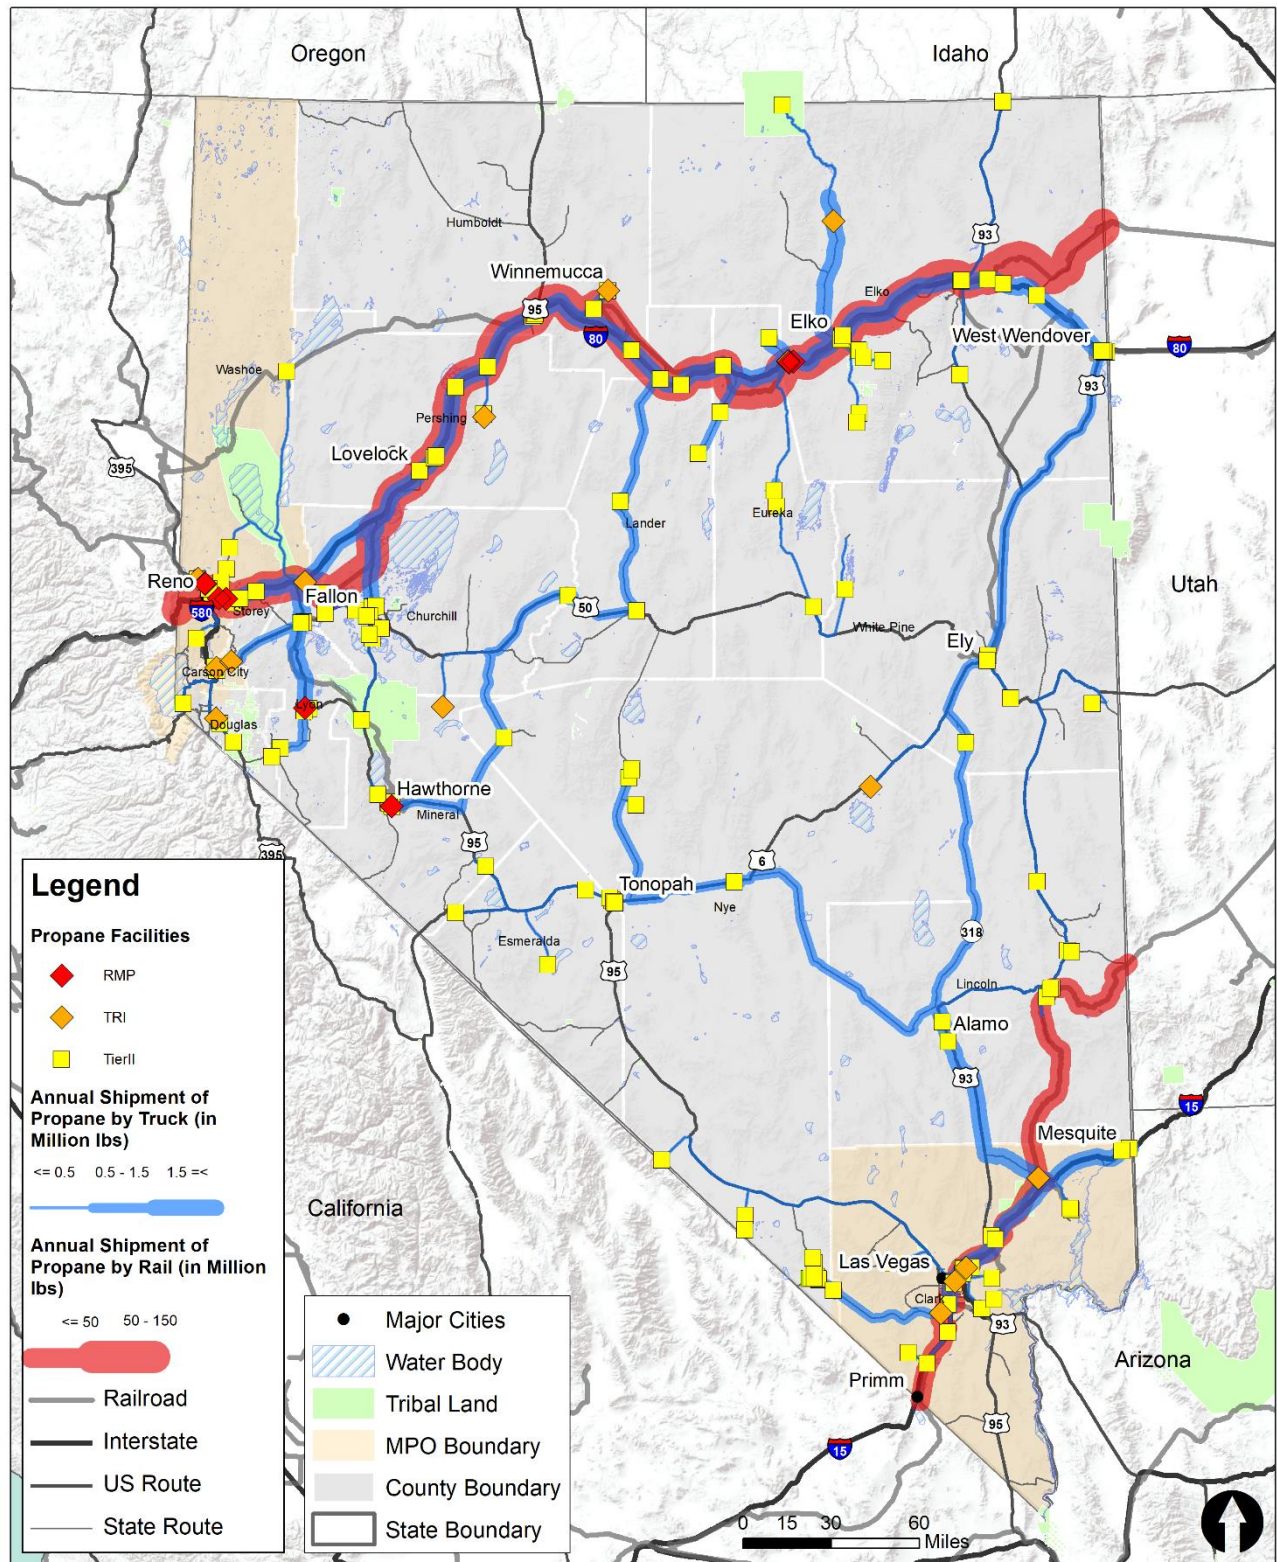 Oregon
Idaho
Humboldt
93
Winnemucca
Elko
95
Elko
80
West Wendover
80
Washoe
93
Pershing
Lovelock
395
Eureka
Lander
Reno
Fallon
580
Storey
50
Churchill
White Pine
Utah
Ely
Carson City
Lyon
Douglas
Hawthorne
Mineral
95
395
6
Tonopah
Nye
318
Esmeralda
95
Lincoln
Alamo
93
15
Mesquite
California
Las Vegas
Clark
93
Arizona
Primm
95
15
Legend
Propane Facilities
RMP
TRI
TierII
Annual Shipment of
Propane by Truck (in
Million lbs)
<= 0.5 0.5 - 1.5 1.5 =<
Annual Shipment of
Propane by Rail (in Million
lbs)
<= 50 50 - 150
Railroad
Interstate
US Route
State Route
Major Cities
Water Body
Tribal Land
MPO Boundary
County Boundary
State Boundary
0 15 30 60
Miles